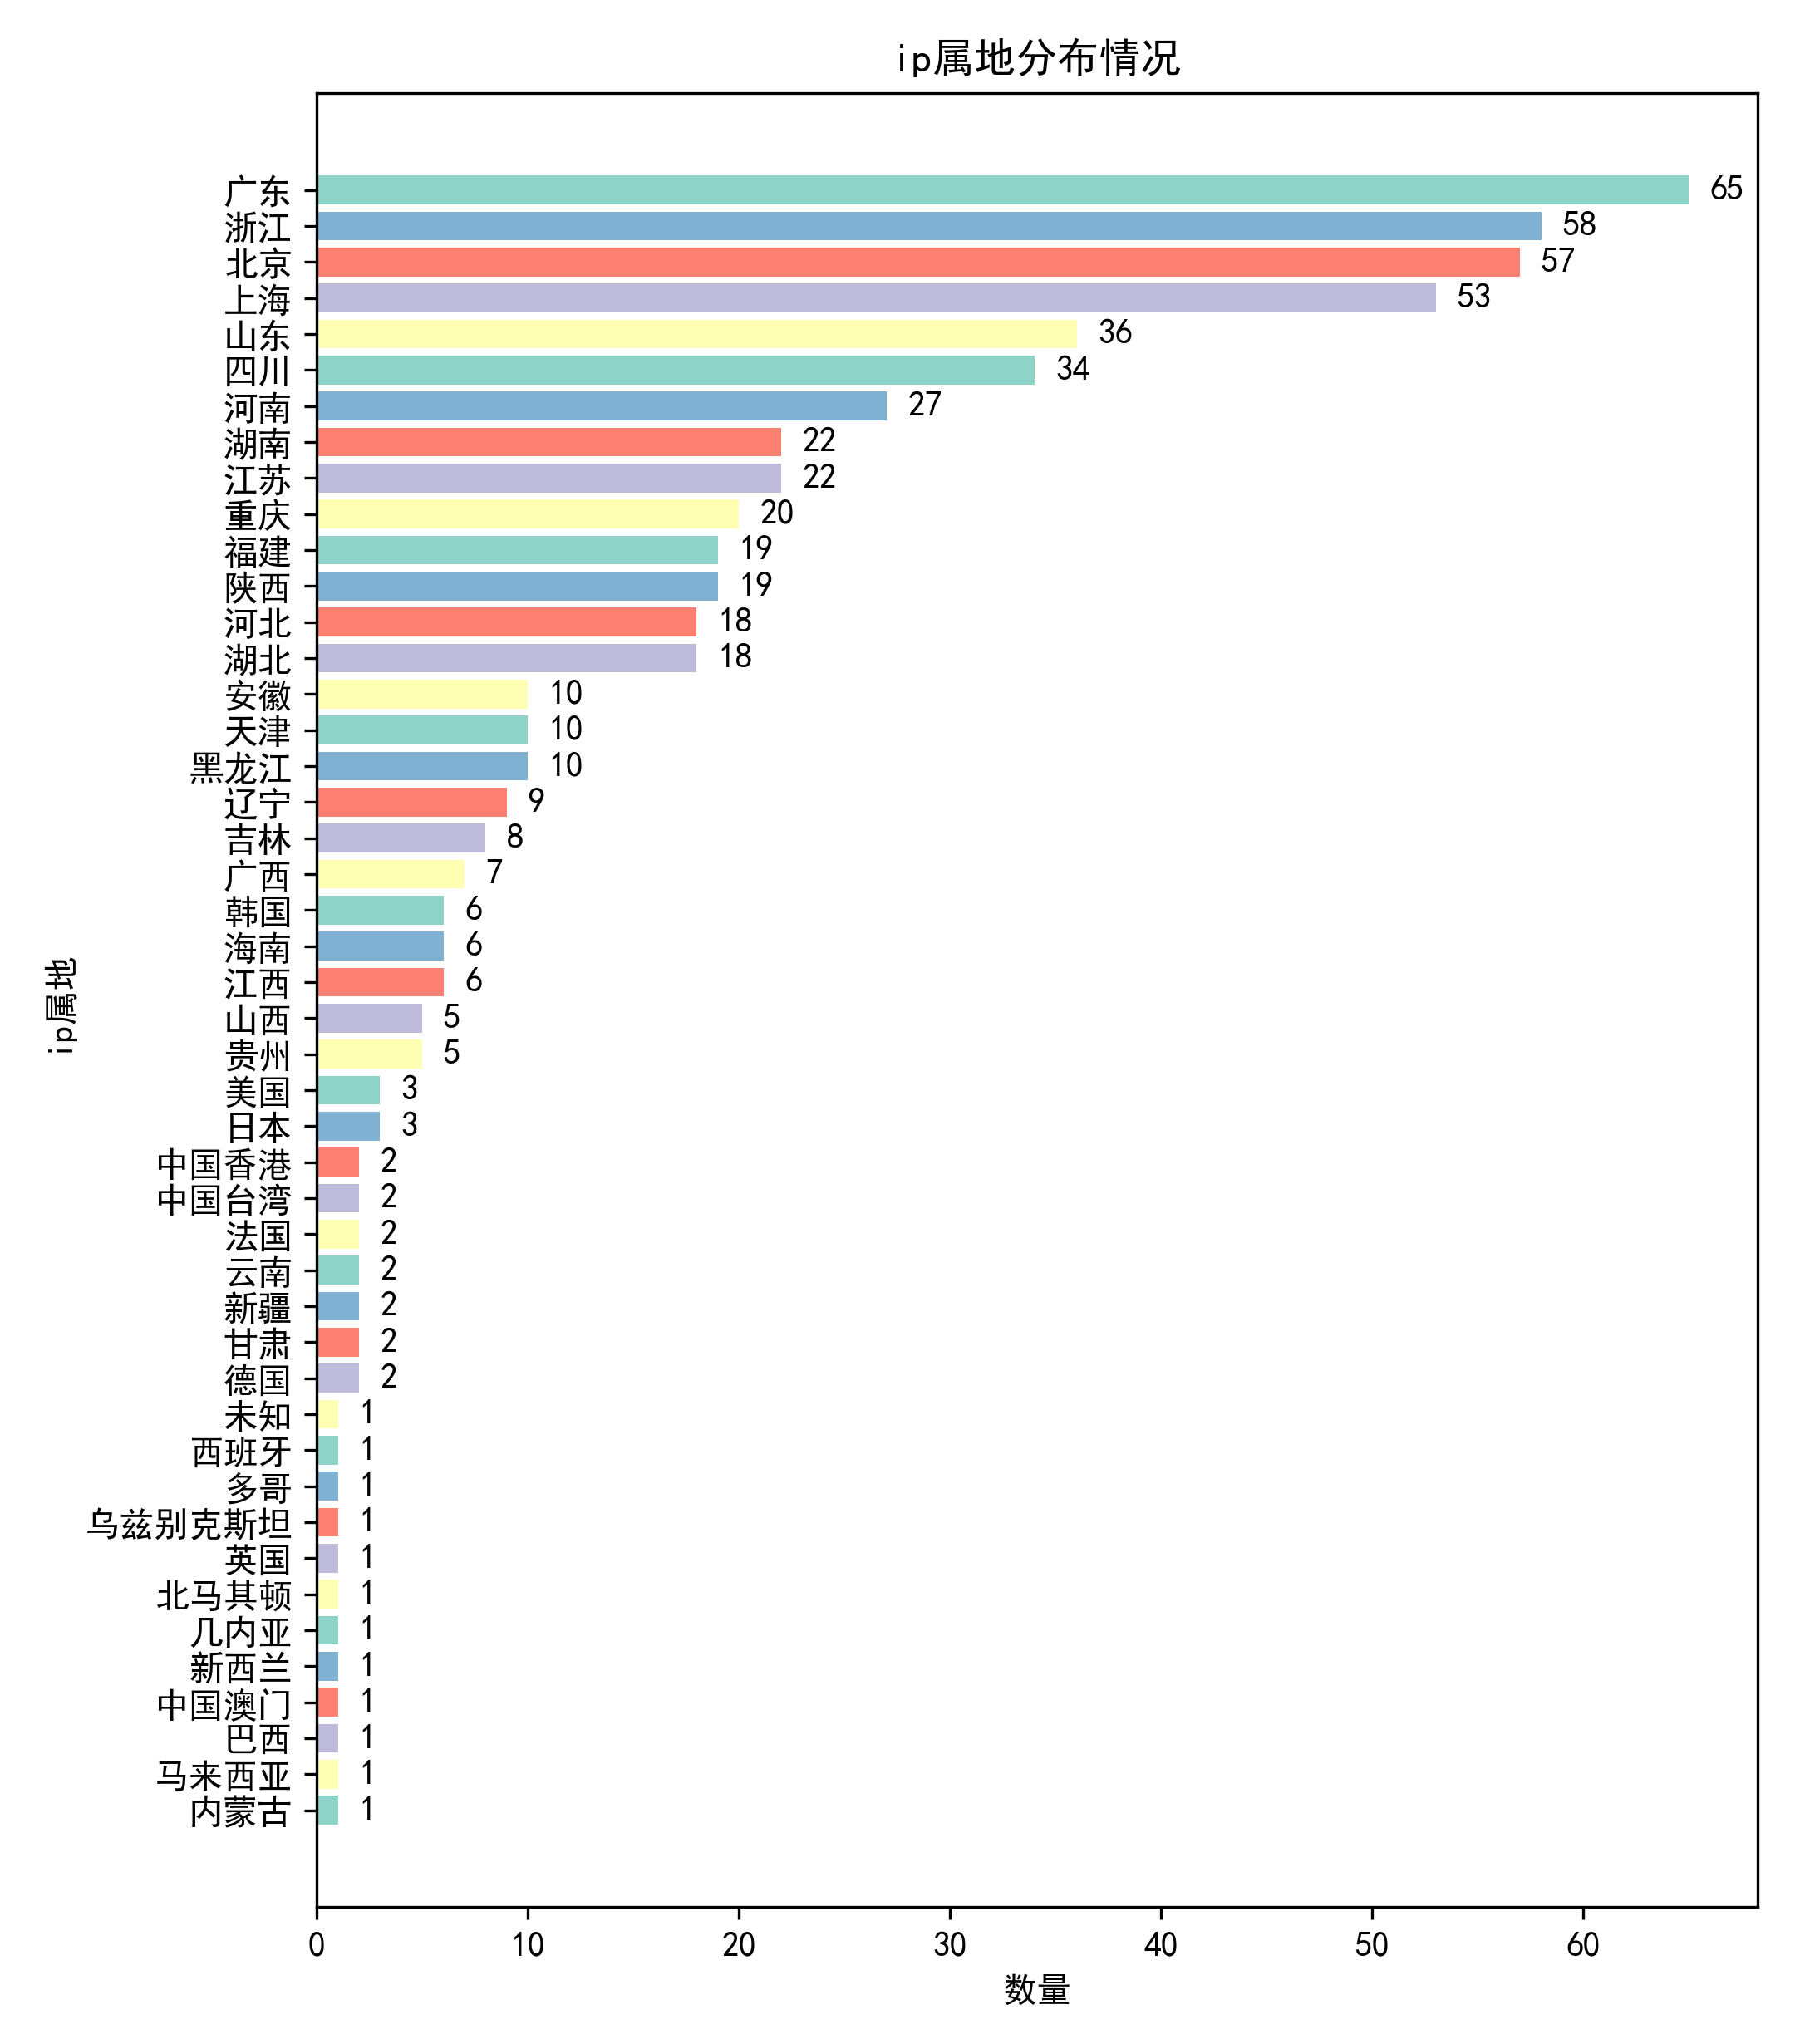 ip属地分布情况
广东 65
浙江 58
北京 57
上海 53
山东 36
四川 34
河南 27
湖南 22
江苏 22
重庆 20
福建 19
陕西 19
河北 18
湖北 18
安徽 10
天津 10
黑龙江 10
辽宁 9
吉林 8
广西 7
韩国 6
海南 6
江西 6
山西 5
贵州 5
美国 3
日本 3
中国香港 2
中国台湾 2
法国 2
云南 2
新疆 2
甘肃 2
德国 2
未知 1
西班牙 1
多哥 1
乌兹别克斯坦 1
英国 1
北马其顿 1
几内亚 1
新西兰 1
中国澳门 1
巴西 1
马来西亚 1
内蒙古 1
ip属地
0 10 20 30 40 50 60
数量